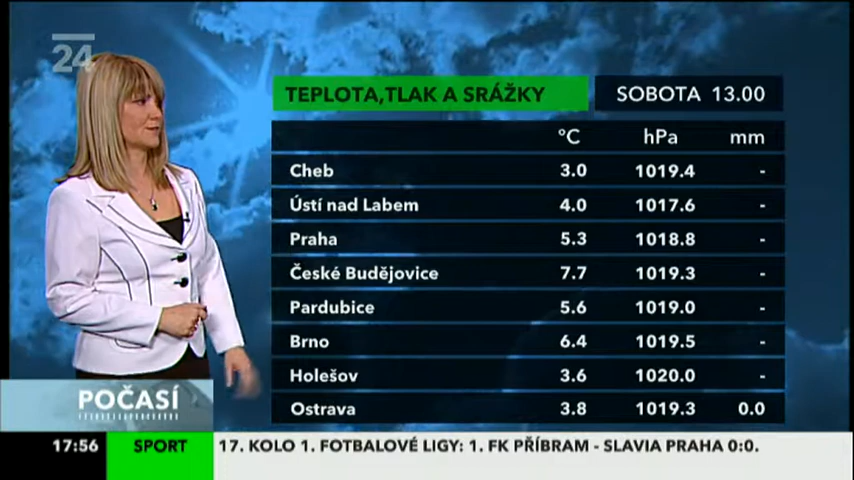 24
TEPLOTA,TLAK A SRÁŽKY SOBOTA 13.00
°C hPa mm
Cheb 3.0 1019.4 -
Ústí nad Labem 4.0 1017.6 -
Praha 5.3 1018.8 -
České Budějovice 7.7 1019.3 -
Pardubice 5.6 1019.0 -
Brno 6.4 1019.5 -
Holešov 3.6 1020.0 -
Ostrava 3.8 1019.3 0.0
POČASÍ
17:56 SPORT 17. KOLO 1. FOTBALOVÉ LIGY: 1. FK PŘÍBRAM - SLAVIA PRAHA 0:0.